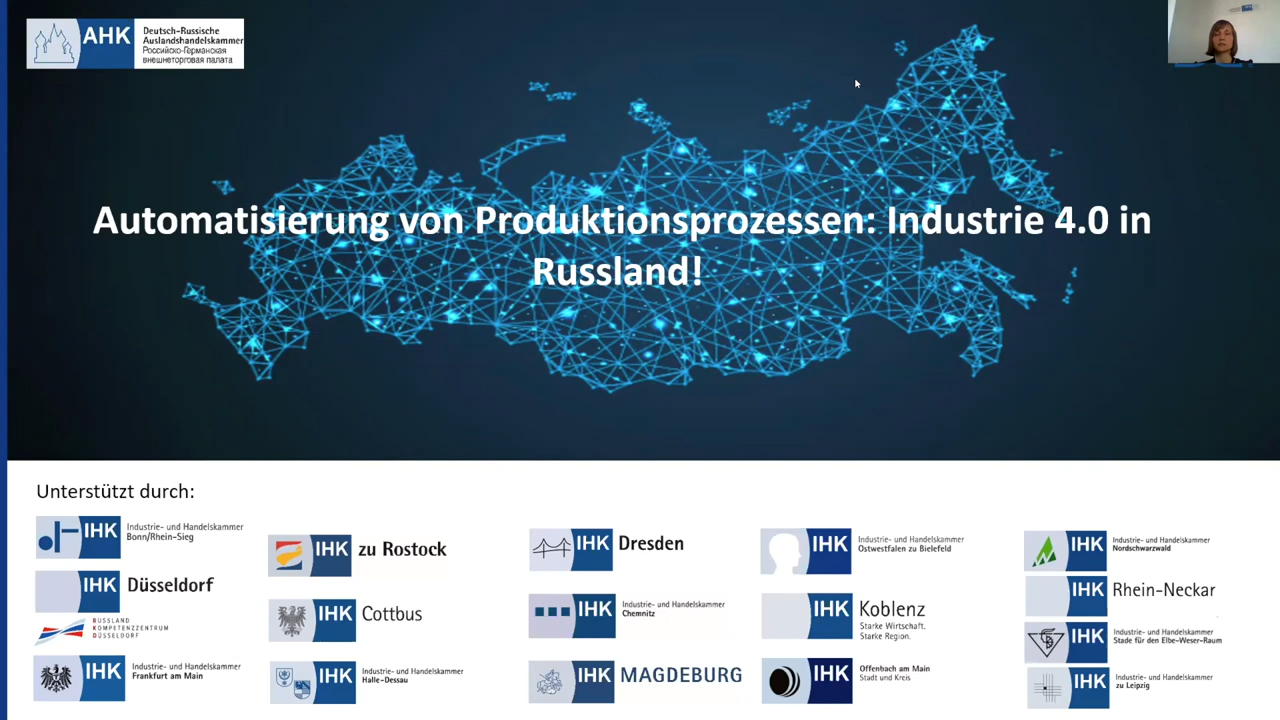 AHK
Deutsch-Russische
Auslandshandelskammer
Российско-Германская
внешнеторговая палата
Automatisierung von Produktionsprozessen: Industrie 4.0 in
Russland!
Unterstützt durch:
IHK
Industrie- und Handelskammer
Bonn/Rhein-Sieg
IHK Düsseldorf
RUSSLAND
KOMPETENZZENTRUM
DÜSSELDORF
IHK
Industrie- und Handelskammer
Frankfurt am Main
IHK zu Rostock
IHK Cottbus
IHK
Industrie- und Handelskammer
Halle-Dessau
IHK Dresden
IHK
Industrie- und Handelskammer
Chemnitz
IHK MAGDEBURG
IHK
Industrie- und Handelskammer
Ostwestfalen zu Bielefeld
IHK Koblenz
Starke Wirtschaft.
Starke Region.
IHK
Offenbach am Main
Stadt und Kreis
IHK
Industrie- und Handelskammer
Nordschwarzwald
IHK Rhein-Neckar
IHK
Industrie- und Handelskammer
Stade für den Elbe-Weser-Raum
IHK
Industrie- und Handelskammer
zu Leipzig